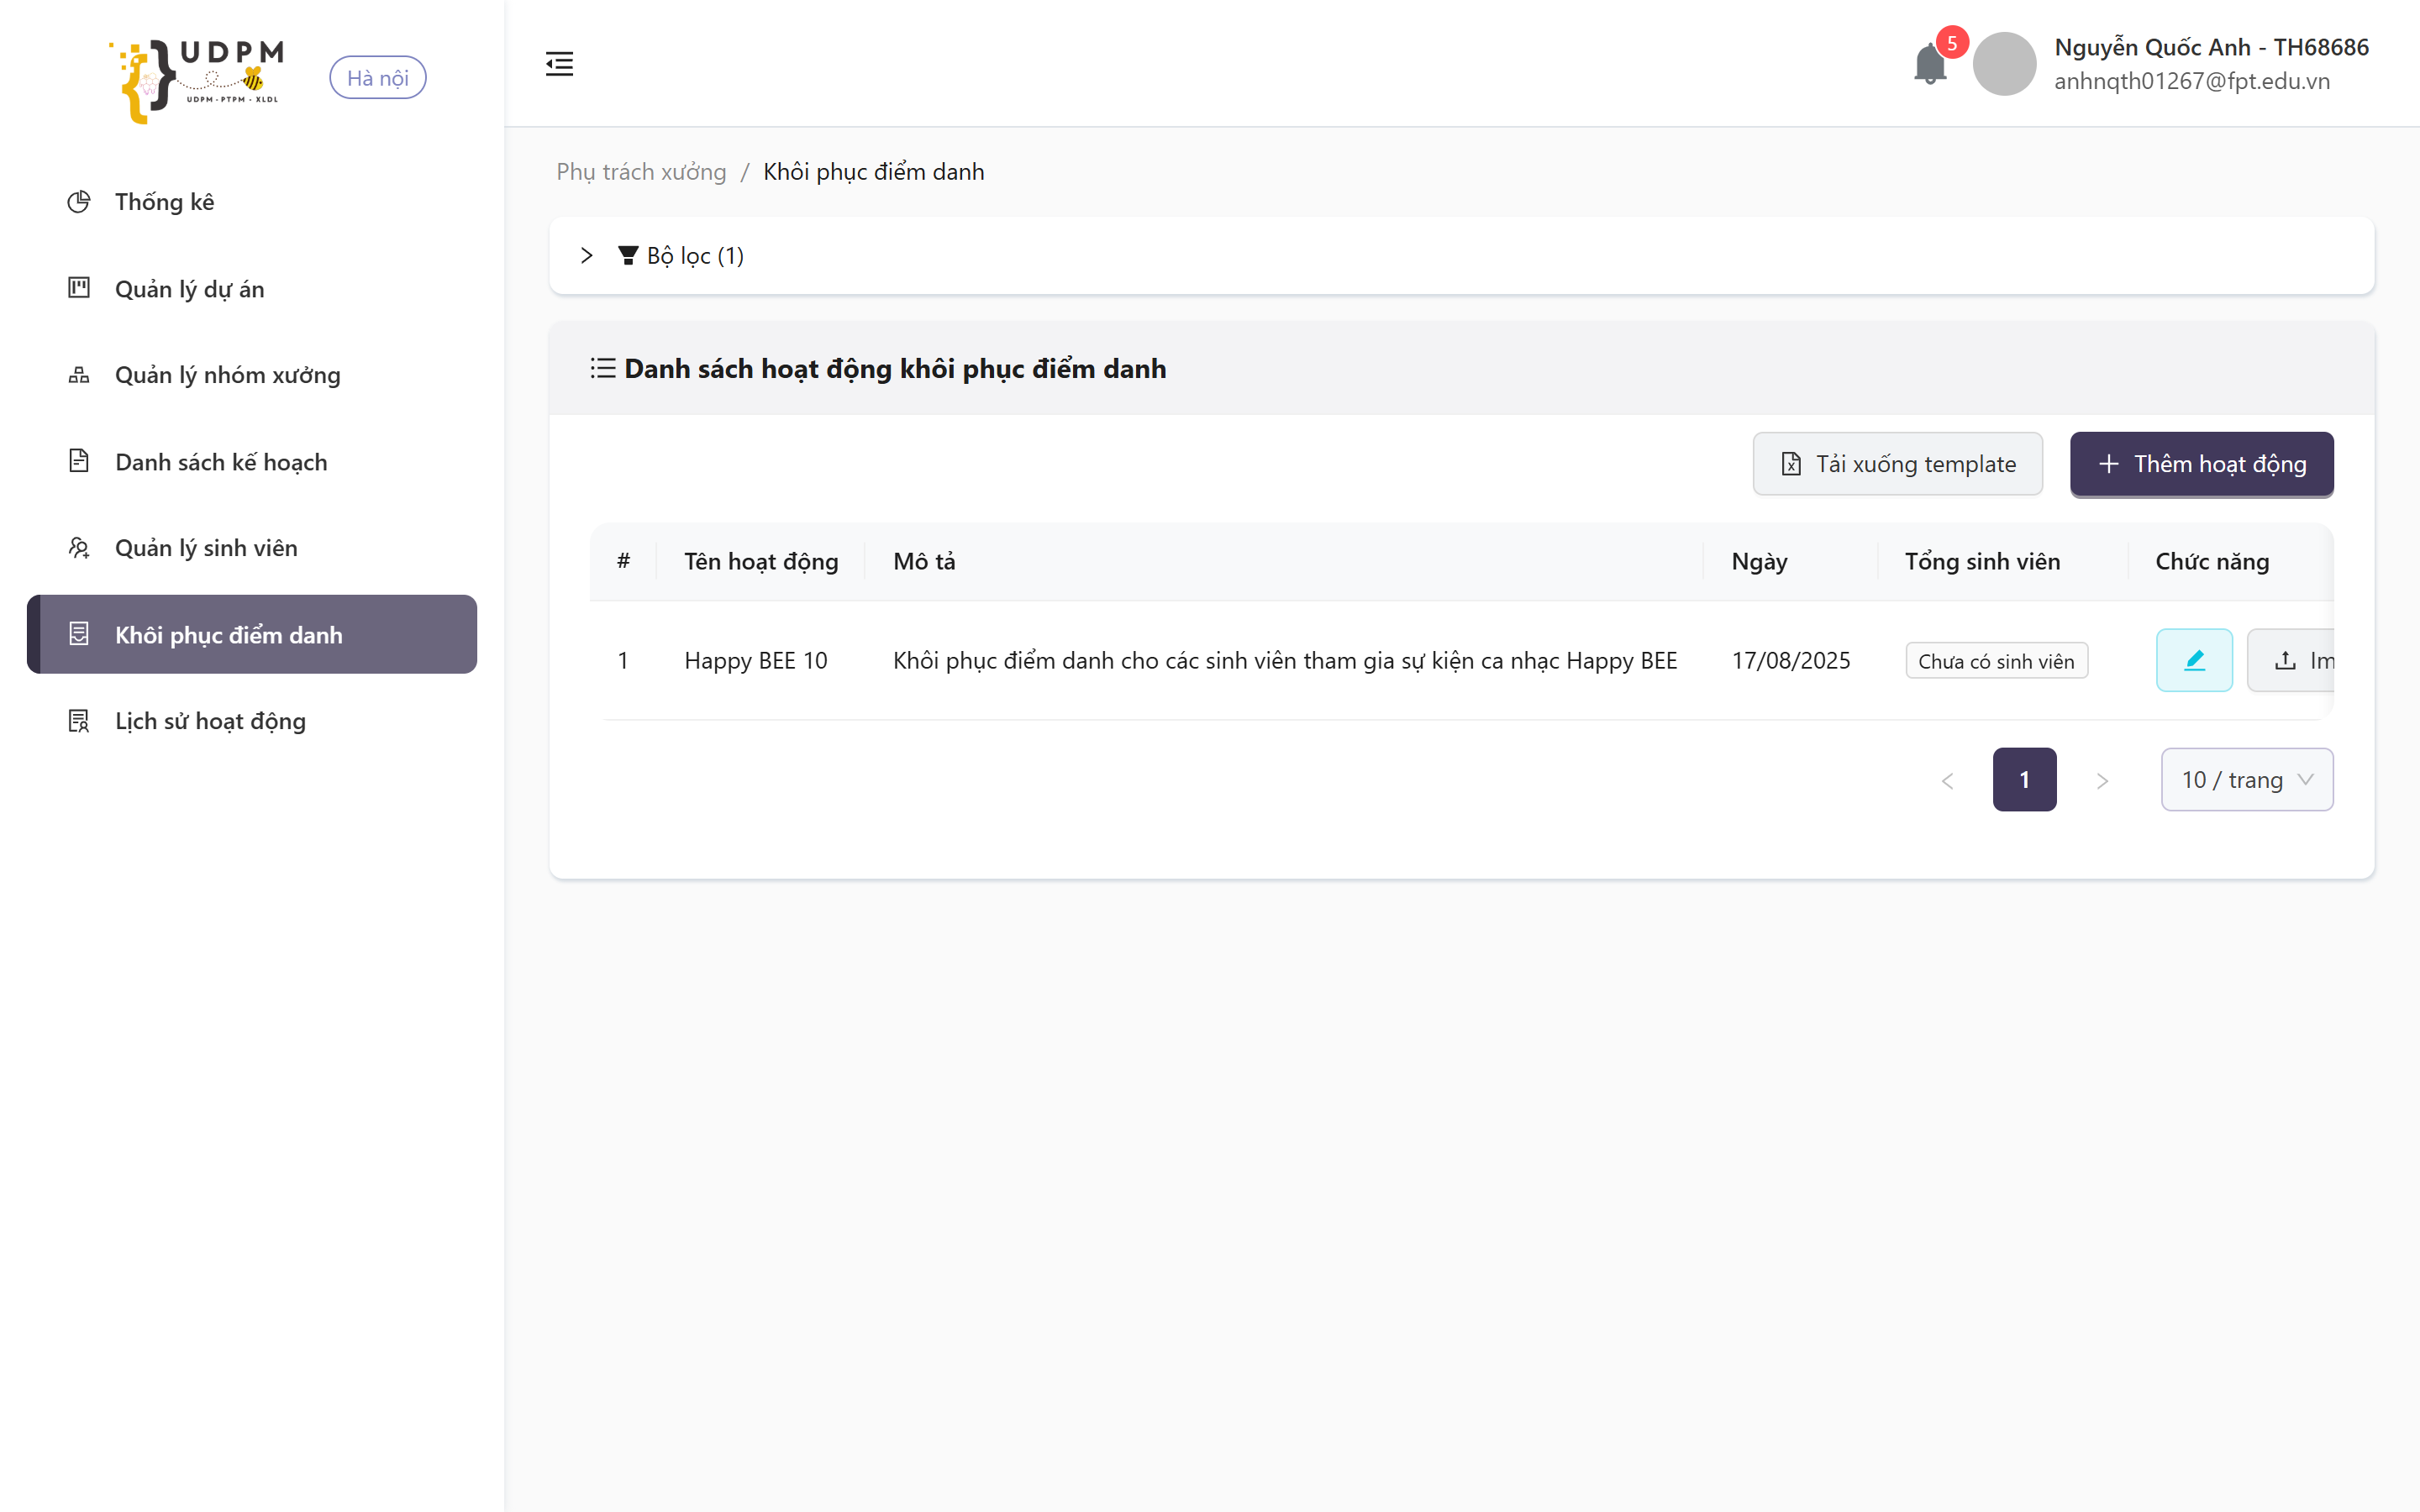 UDPM
UDPM - PTPM - XLDL
Hà nội
5
Nguyễn Quốc Anh - TH68686
anhnqth01267@fpt.edu.vn
Thống kê
Quản lý dự án
Quản lý nhóm xưởng
Danh sách kế hoạch
Quản lý sinh viên
Khôi phục điểm danh
Lịch sử hoạt động
Phụ trách xưởng / Khôi phục điểm danh
Bộ lọc (1)
Danh sách hoạt động khôi phục điểm danh
Tải xuống template
Thêm hoạt động
# Tên hoạt động Mô tả Ngày Tổng sinh viên Chức năng
1 Happy BEE 10 Khôi phục điểm danh cho các sinh viên tham gia sự kiện ca nhạc Happy BEE 17/08/2025 Chưa có sinh viên Im
1
10 / trang